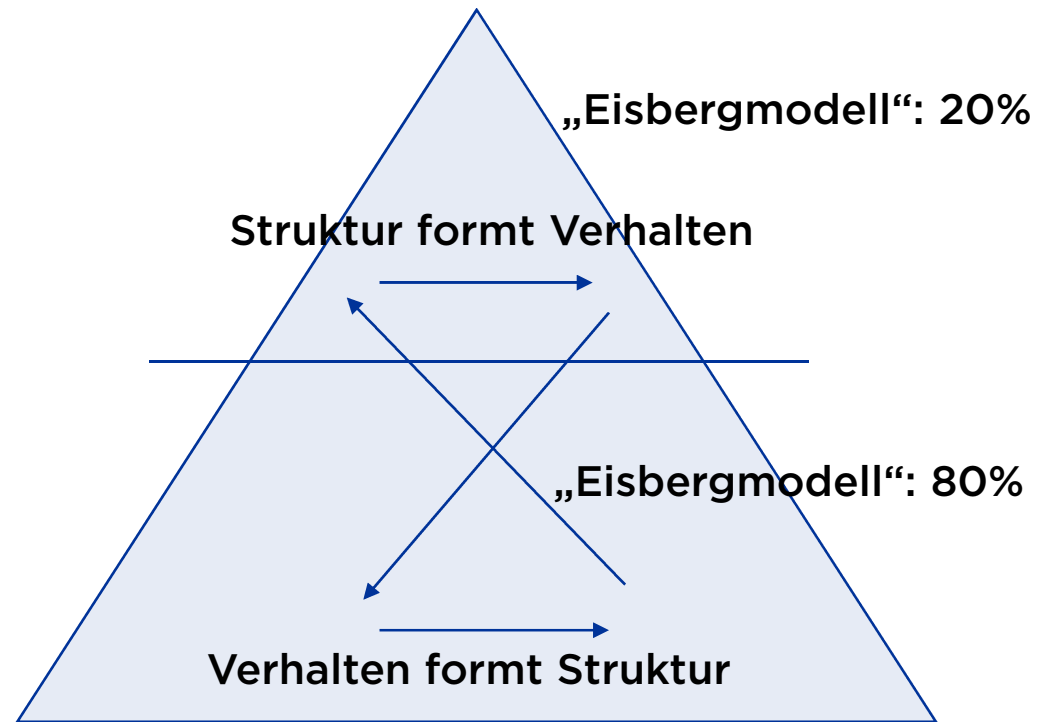 „Eisbergmodell“: 20%
Struktur formt Verhalten
„Eisbergmodell“: 80%
Verhalten formt Struktur